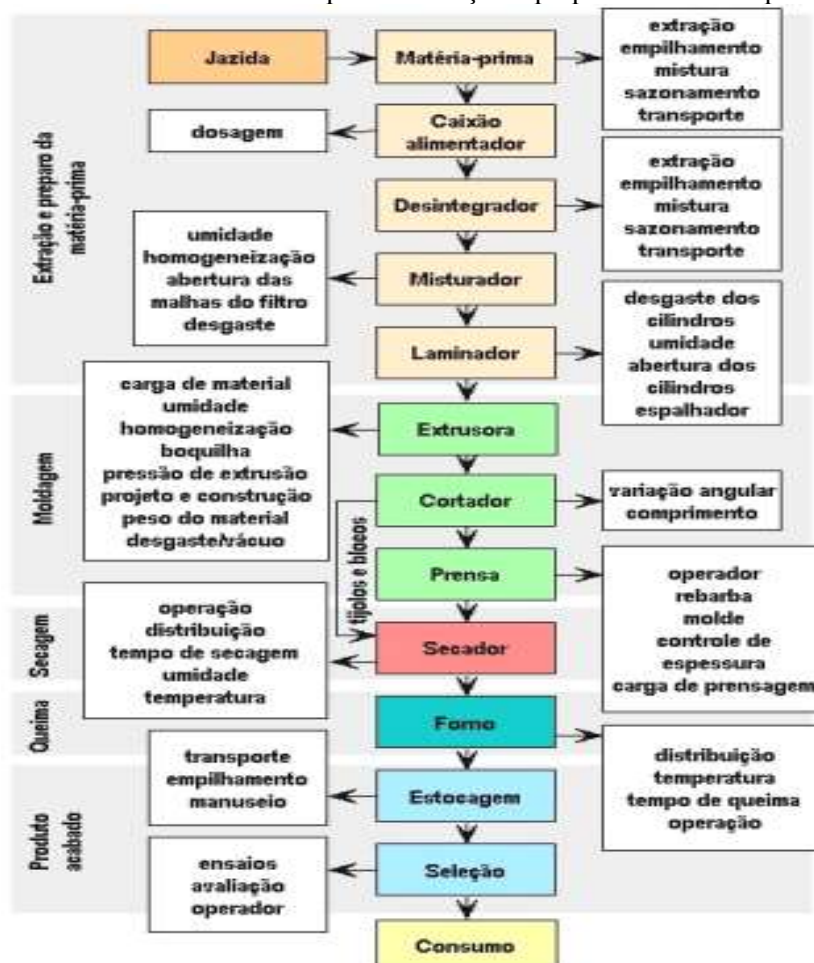 Jazida
Matéria-prima
extração
empilhamento
mistura
sazonamento
transporte
dosagem
Caixão
alimentador
Extração e preparo da
matéria-prima
Desintegrador
extração
empilhamento
mistura
sazonamento
transporte
umidade
homogeneização
abertura das
malhas do filtro
desgaste
Misturador
Laminador
desgaste dos
cilindros
umidade
abertura dos
cilindros
espalhador
Moldagem
carga de material
umidade
homogeneização
boquilha
pressão de extrusão
projeto e construção
peso do material
desgaste/vácuo
Extrusora
Cortador
variação angular
comprimento
tijolos e blocos
Prensa
operador
rebarba
molde
controle de
espessura
carga de prensagem
Secagem
operação
distribuição
tempo de secagem
umidade
temperatura
Secador
Queima
Forno
distribuição
temperatura
tempo de queima
operação
Produto
acabado
transporte
empilhamento
manuseio
Estocagem
ensaios
avaliação
operador
Seleção
Consumo